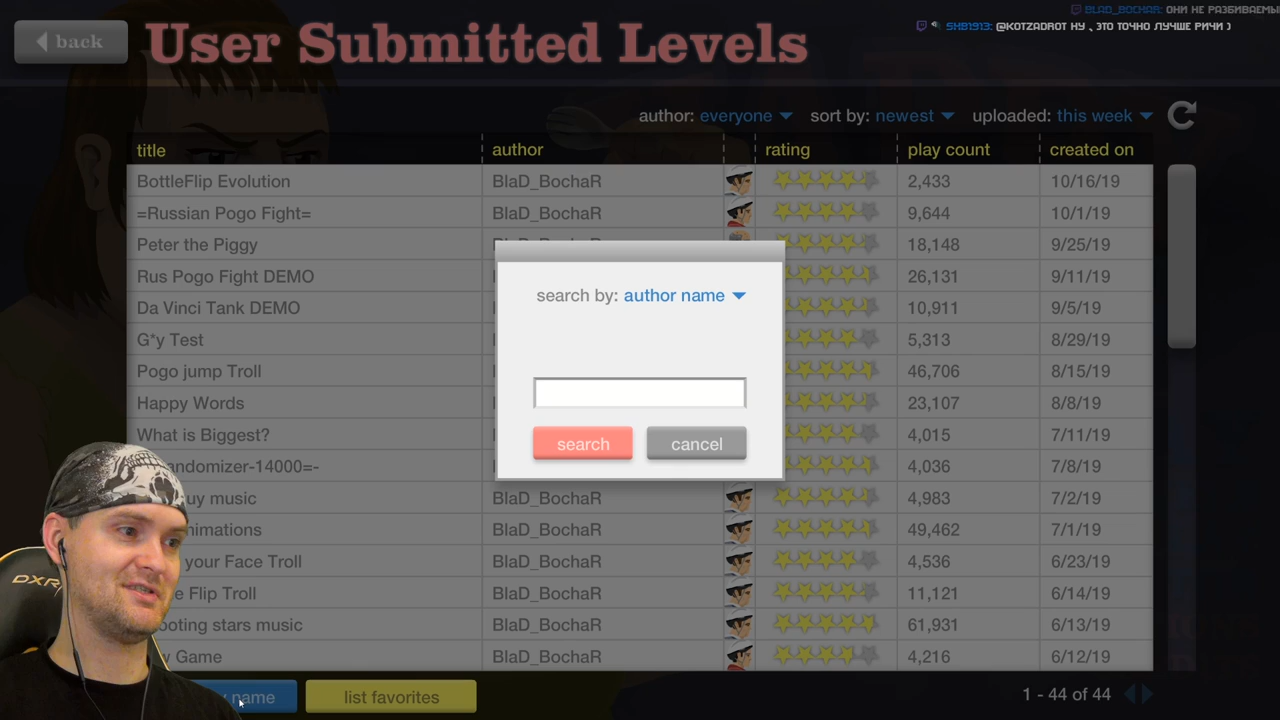 BLAD_BOCHAR: ОНИ НЕ РАЗБИВАЕМЫ
SHB1913: @KOTZADROT НУ , ЭТО ТОЧНО ЛУЧШЕ РИЧИ )
back
User Submitted Levels
author: everyone sort by: newest uploaded: this week
title author rating play count created on
BottleFlip Evolution BlaD_BochaR 2,433 10/16/19
=Russian Pogo Fight= BlaD_BochaR 9,644 10/1/19
Peter the Piggy 18,148 9/25/19
Rus Pogo Fight DEMO 26,131 9/11/19
Da Vinci Tank DEMO 10,911 9/5/19
G*y Test 5,313 8/29/19
Pogo jump Troll 46,706 8/15/19
Happy Words 23,107 8/8/19
What is Biggest? 4,015 7/11/19
andomizer-14000=- 4,036 7/8/19
uy music BlaD_BochaR 4,983 7/2/19
nimations BlaD_BochaR 49,462 7/1/19
your Face Troll BlaD_BochaR 4,536 6/23/19
e Flip Troll BlaD_BochaR 11,121 6/14/19
ooting stars music BlaD_BochaR 61,931 6/13/19
w Game BlaD_BochaR 4,216 6/12/19
search by: author name
search cancel
name list favorites 1 - 44 of 44
DXR